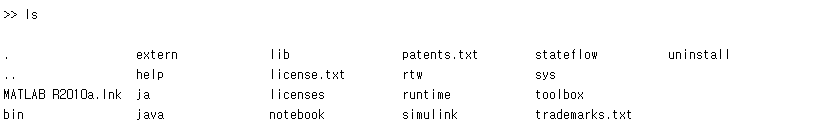 >> ls
. extern lib patents.txt stateflow uninstall
.. help license.txt rtw sys
MATLAB R2010a.lnk ja licenses runtime toolbox
bin java notebook simulink trademarks.txt